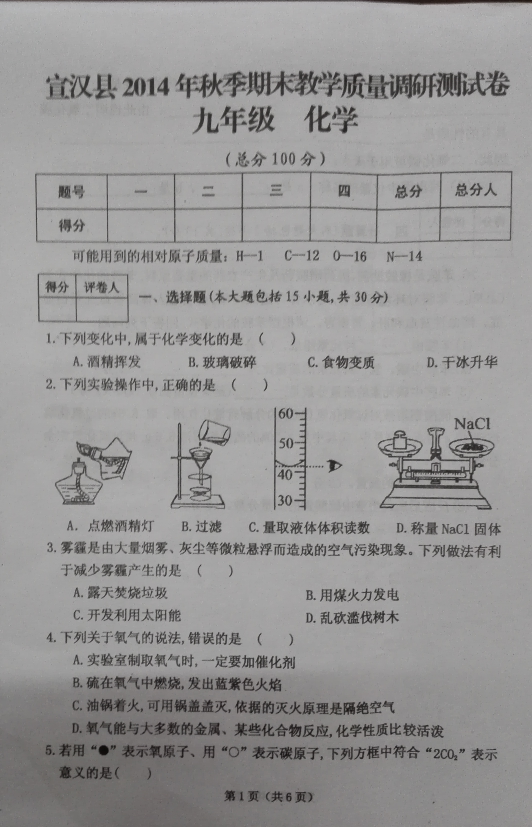 宣汉县2014年秋季期末教学质量调研测试卷
九年级 化学
(总分100分)
题号 一 二 三 四 总分 总分人
得分
可能用到的相对原子质量: H—1 C—12 O—16 N—14
得分 评卷人
一、选择题(本大题包括15小题,共30分)
1.下列变化中,属于化学变化的是 ( )
A.酒精挥发 B.玻璃破碎 C.食物变质 D.干冰升华
2.下列实验操作中,正确的是 ( )
60
50
40
30
NaCl
A. 点燃酒精灯 B.过滤 C.量取液体体积读数 D.称量NaCl固体
3.雾霾是由大量烟雾、灰尘等微粒悬浮而造成的空气污染现象。下列做法有利
于减少雾霾产生的是 ( )
A.露天焚烧垃圾 B.用煤火力发电
C.开发利用太阳能 D.乱砍滥伐树木
4.下列关于氧气的说法,错误的是 ( )
A.实验室制取氧气时,一定要加催化剂
B.硫在氧气中燃烧,发出蓝紫色火焰
C.油锅着火,可用锅盖盖灭,依据的灭火原理是隔绝空气
D.氧气能与大多数的金属、某些化合物反应,化学性质比较活泼
5.若用“●”表示氧原子、用“○”表示碳原子,下列方框中符合“2CO₂”表示
意义的是( )
第1页(共6页)